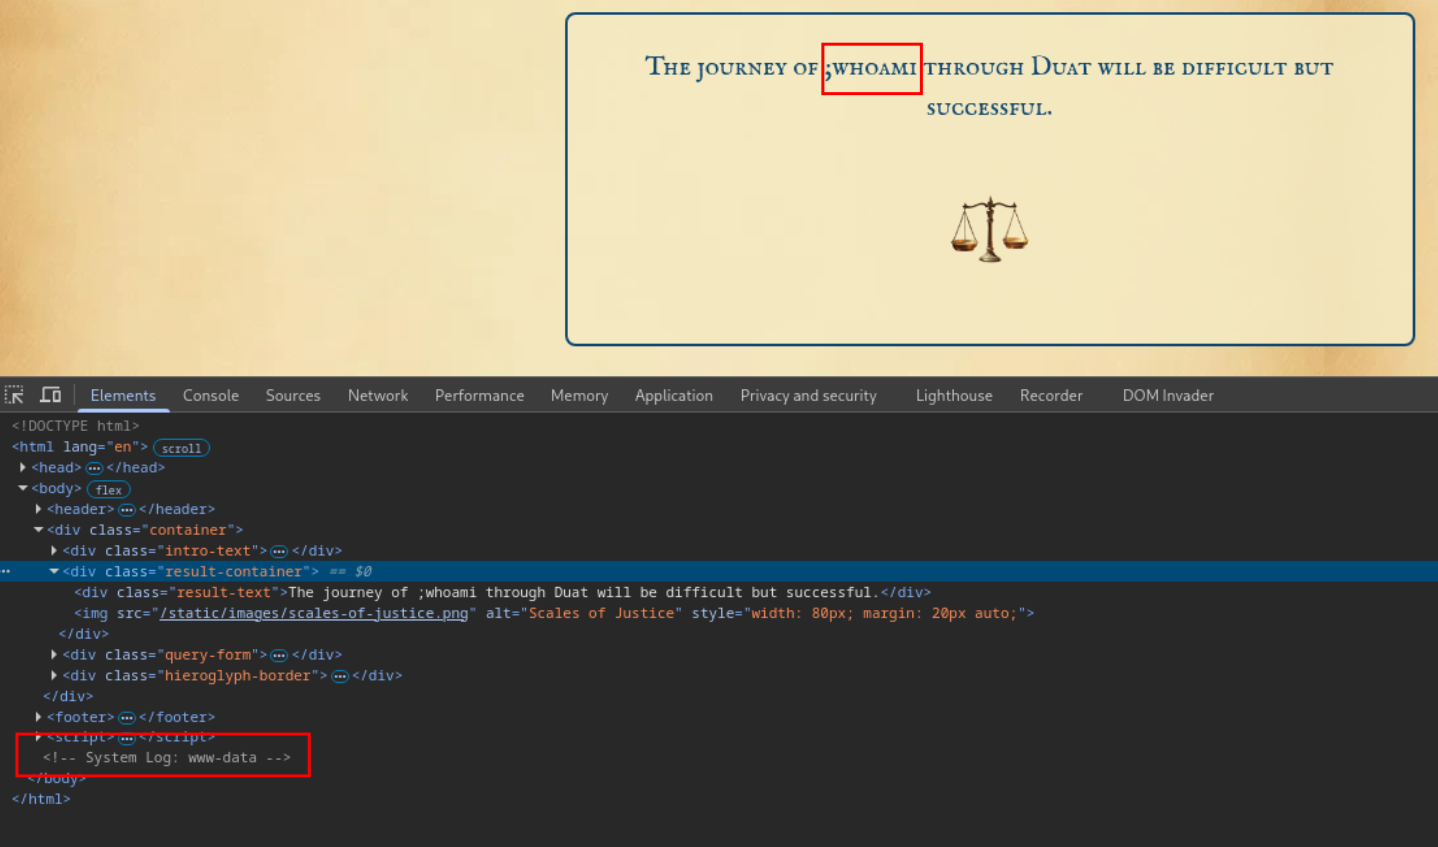 The journey of ;whoami through Duat will be difficult but
successful.
Elements Console Sources Network Performance Memory Application Privacy and security Lighthouse Recorder DOM Invader
<!DOCTYPE html>
<html lang="en"> scroll
<head> ··· </head>
<body> flex
<header> ··· </header>
<div class="container">
<div class="intro-text"> ··· </div>
··· <div class="result-container"> == $0
<div class="result-text">The journey of ;whoami through Duat will be difficult but successful.</div>
<img src="/static/images/scales-of-justice.png" alt="Scales of Justice" style="width: 80px; margin: 20px auto;">
</div>
<div class="query-form"> ··· </div>
<div class="hieroglyph-border"> ··· </div>
</div>
<footer> ··· </footer>
<script> ··· </script>
<!-- System Log: www-data -->
</body>
</html>